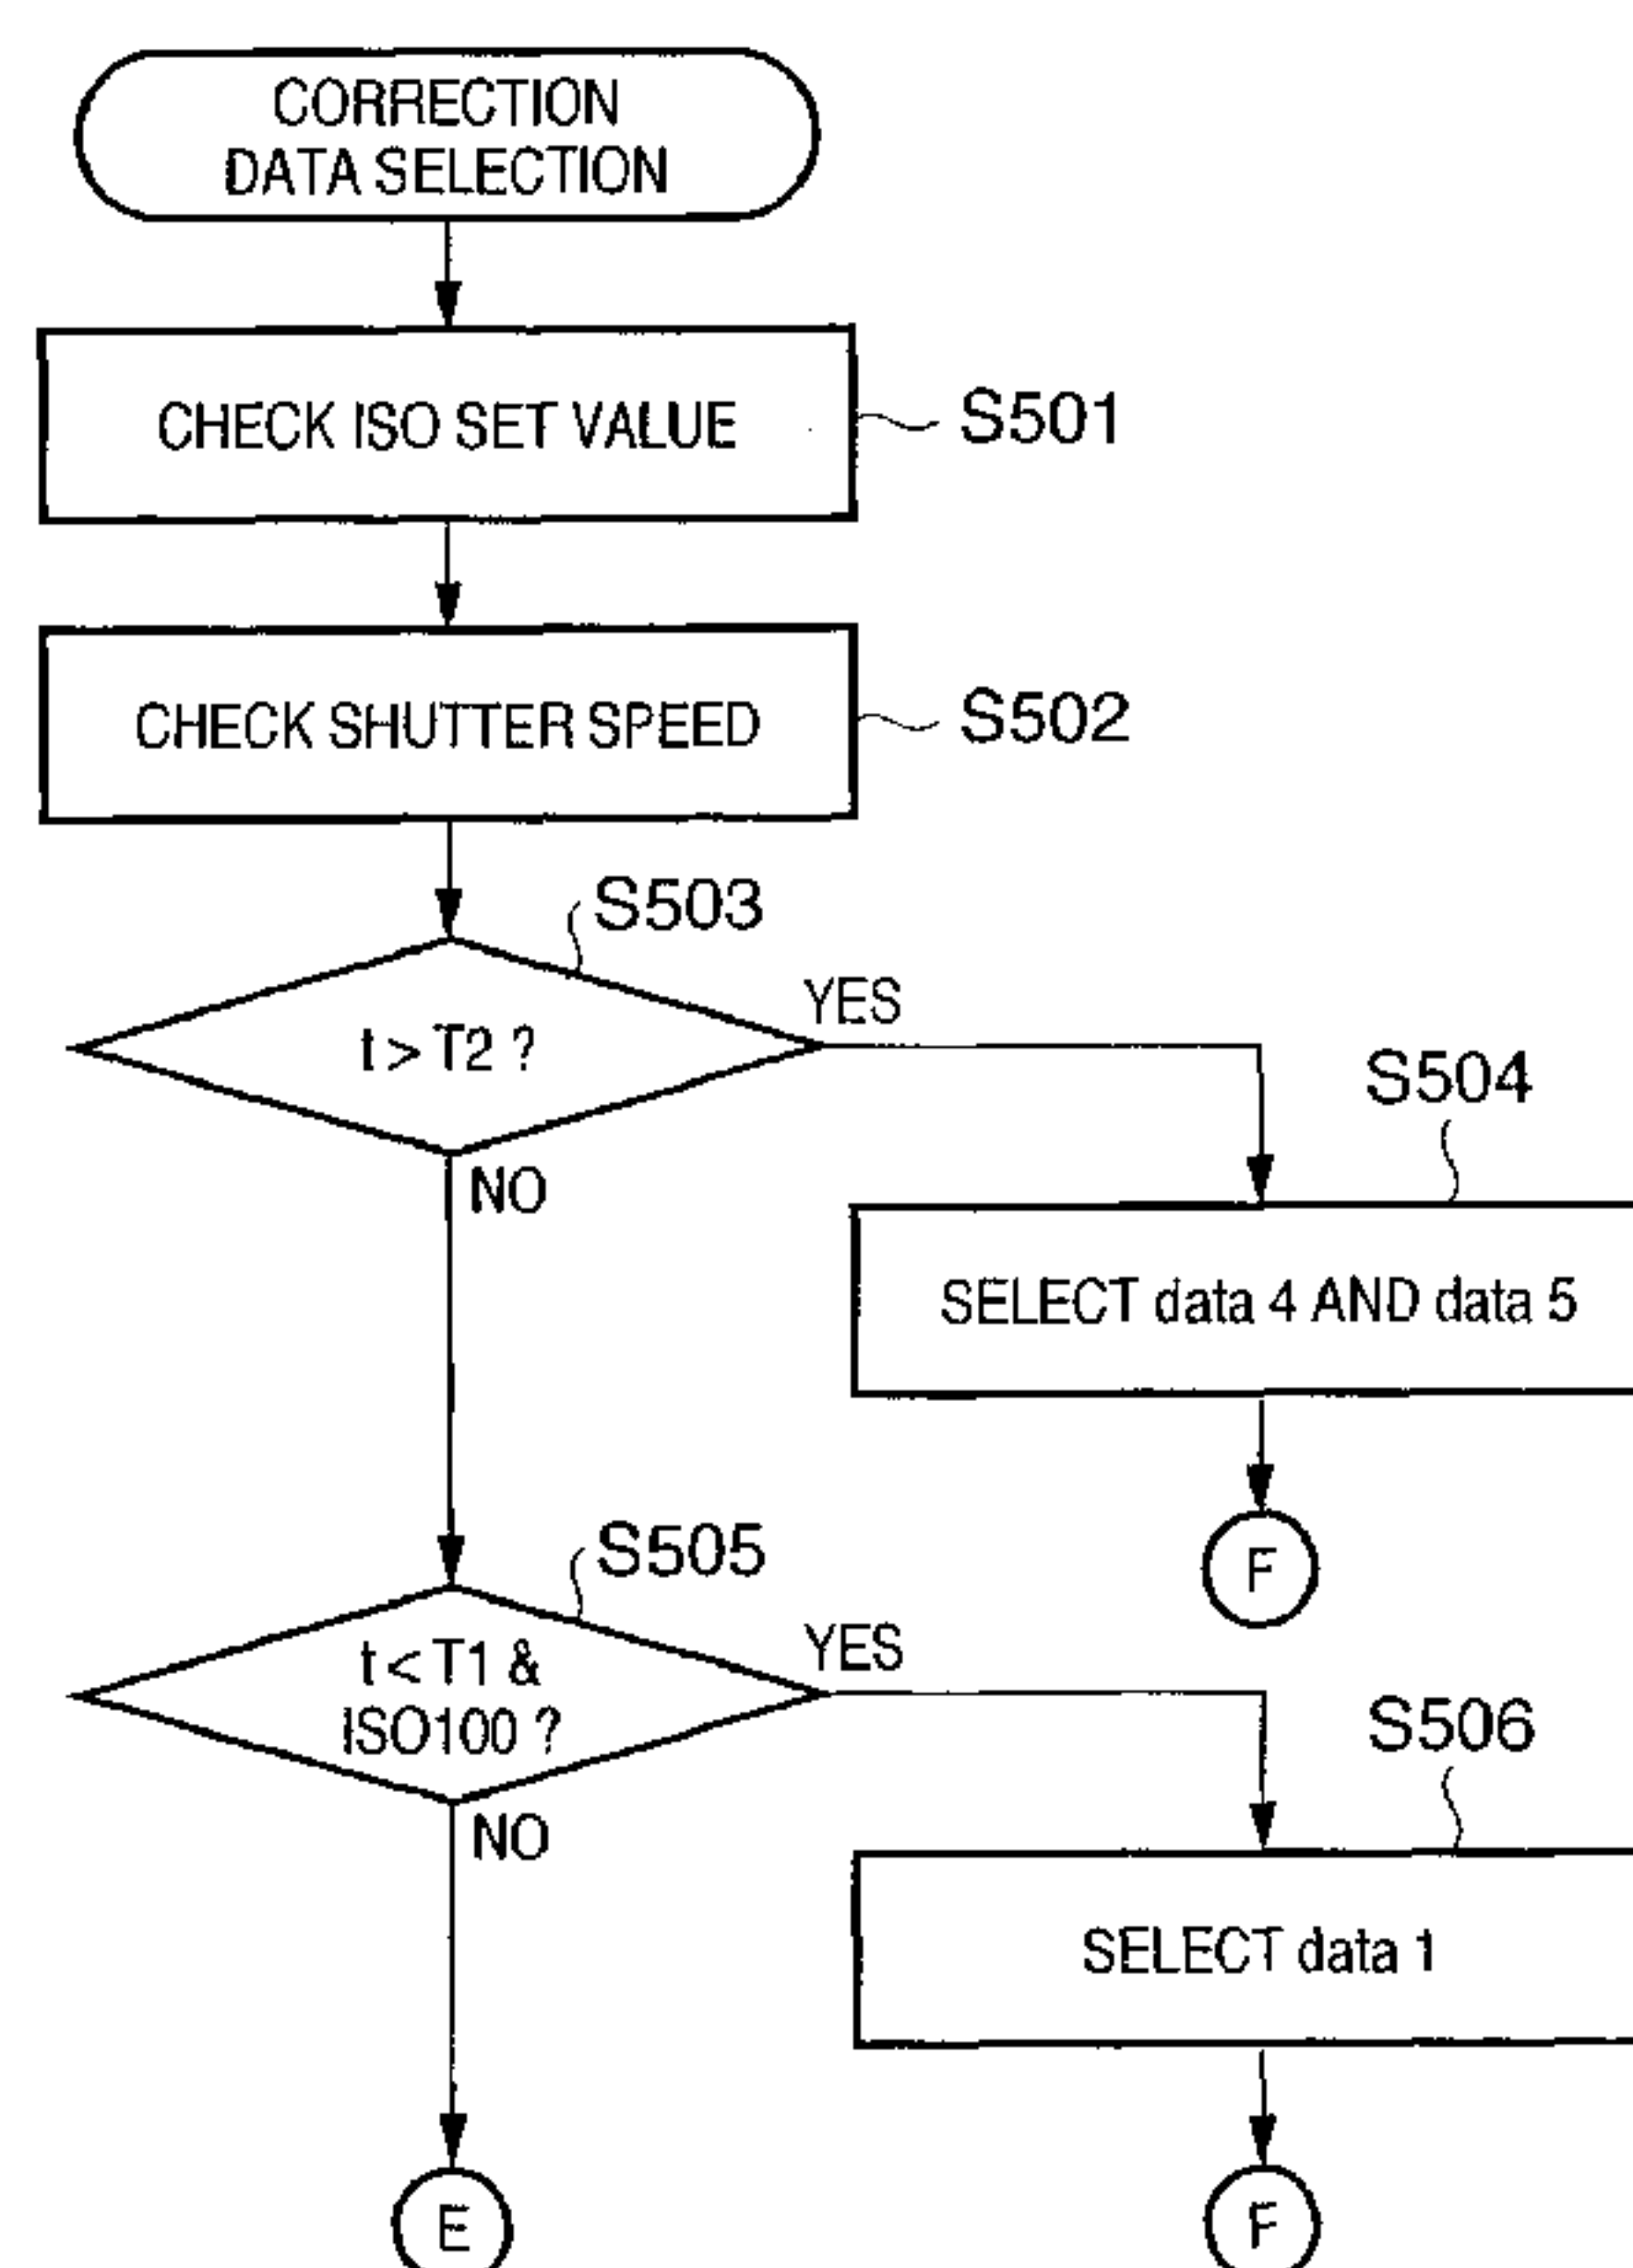 CORRECTION
DATA SELECTION
CHECK ISO SET VALUE
S501
CHECK SHUTTER SPEED
S502
S503
t > T2 ?
YES
NO
S504
SELECT data 4 AND data 5
F
S505
t < T1 &
ISO100 ?
YES
NO
S506
SELECT data 1
E
F